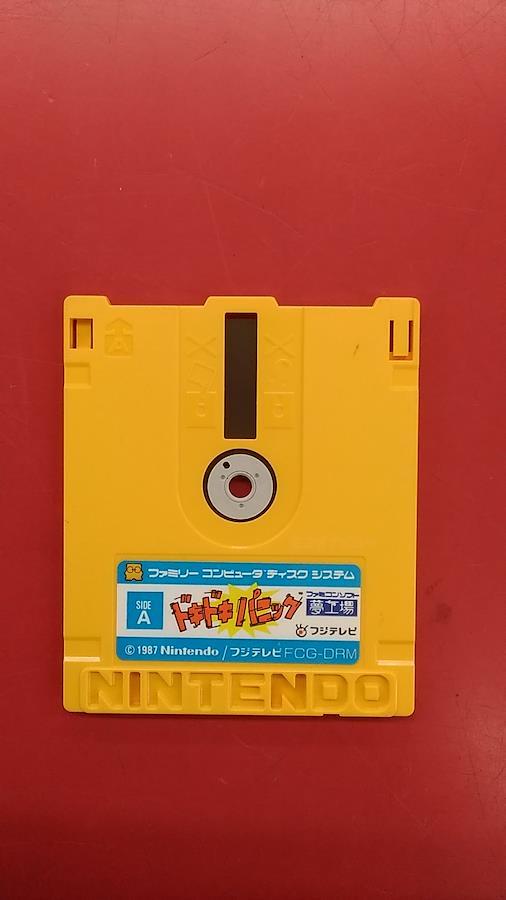 A
ファミリー コンピュータ ディスク システム
SIDE
A
ドキドキパニック
TM
ファミコンソフト
夢工場
フジテレビ
© 1987 Nintendo/フジテレビ FCG-DRM
NINTENDO